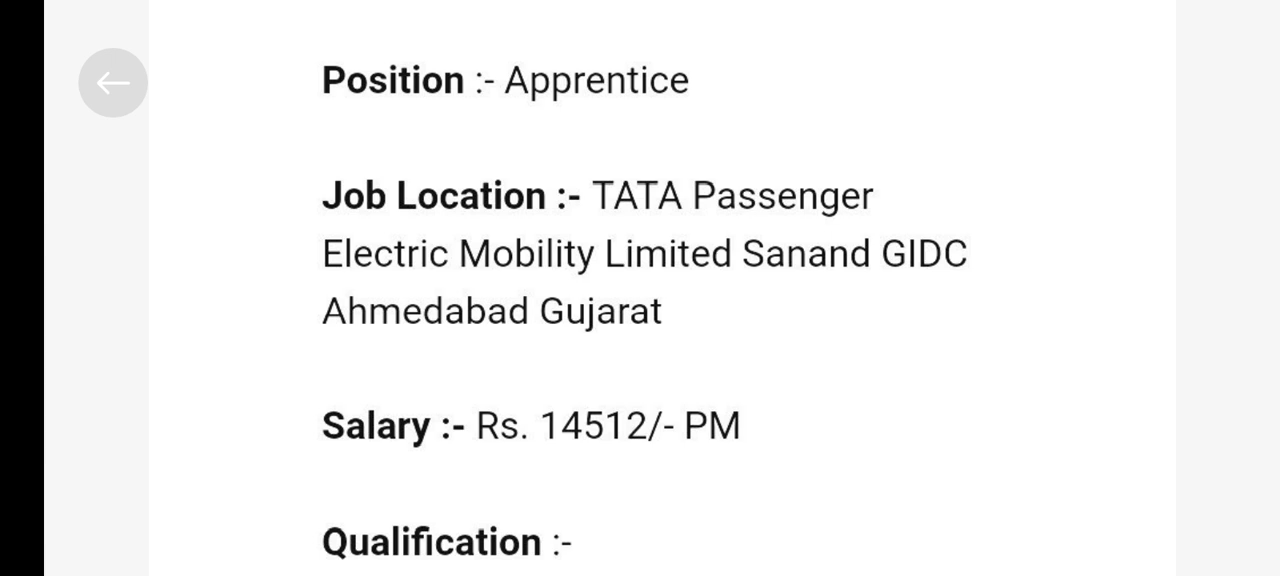 Position :- Apprentice
Job Location :- TATA Passenger
Electric Mobility Limited Sanand GIDC
Ahmedabad Gujarat
Salary :- Rs. 14512/- PM
Qualification :-